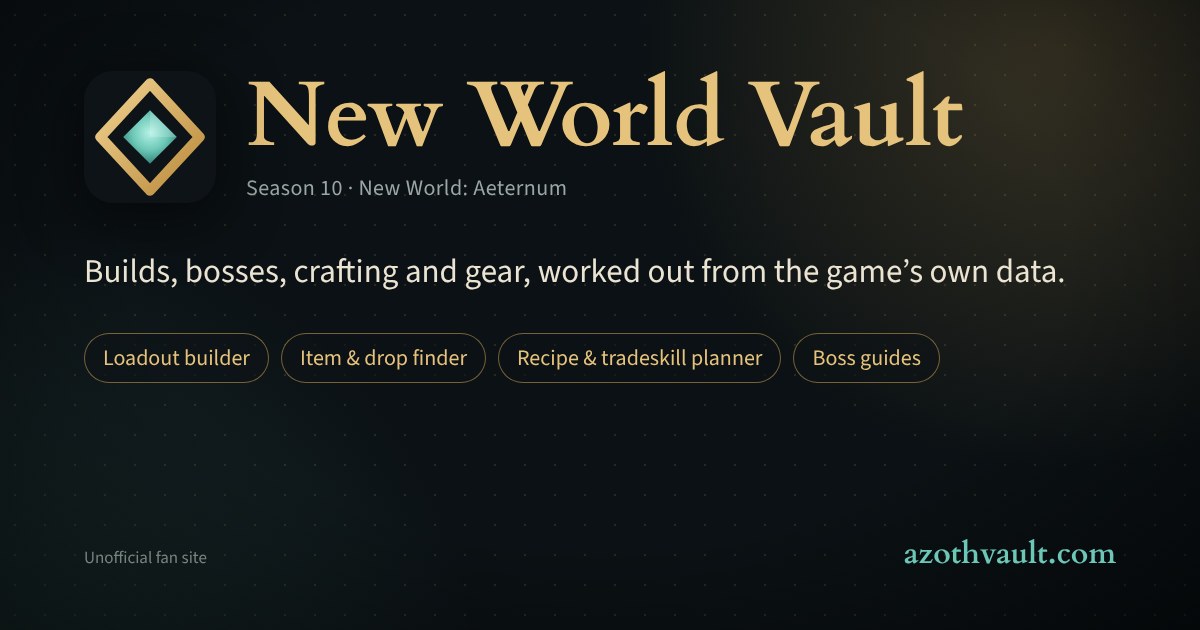 New World Vault
Season 10 · New World: Aeternum
Builds, bosses, crafting and gear, worked out from the game’s own data.
Loadout builder
Item & drop finder
Recipe & tradeskill planner
Boss guides
Unofficial fan site
azothvault.com